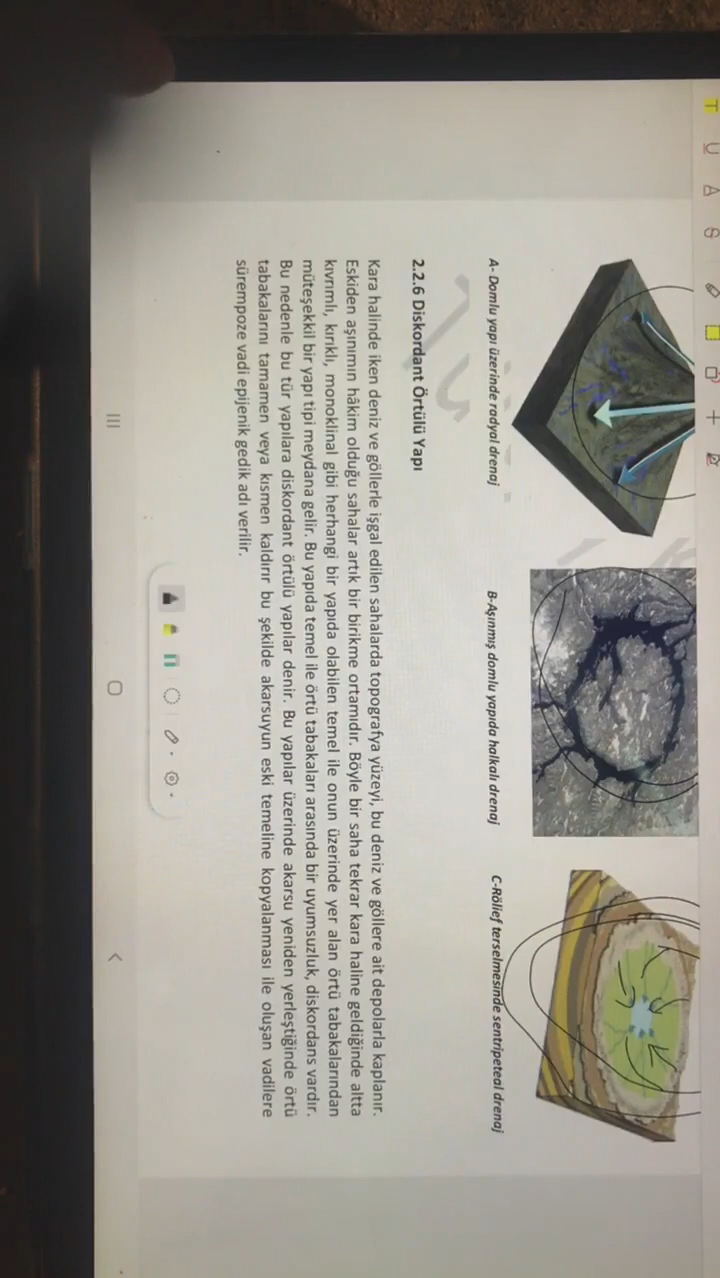 T U A S
A- Domlu yapı üzerinde radyal drenaj
B-Aşınmış domlu yapıda halkalı drenaj
C-Rölief terselmesinde sentripeteal drenaj
2.2.6 Diskordant Örtülü Yapı
Kara halinde iken deniz ve göllerle işgal edilen sahalarda topografya yüzeyi, bu deniz ve göllere ait depolarla kaplanır.
Eskiden aşınımın hâkim olduğu sahalar artık bir birikme ortamıdır. Böyle bir saha tekrar kara haline geldiğinde altta
kıvrımlı, kırıklı, monoklinal gibi herhangi bir yapıda olabilen temel ile onun üzerinde yer alan örtü tabakalarından
müteşekkil bir yapı tipi meydana gelir. Bu yapıda temel ile örtü tabakaları arasında bir uyumsuzluk, diskordans vardır.
Bu nedenle bu tür yapılara diskordant örtülü yapılar denir. Bu yapılar üzerinde akarsu yeniden yerleştiğinde örtü
tabakalarını tamamen veya kısmen kaldırır bu şekilde akarsuyun eski temeline kopyalanması ile oluşan vadilere
sürempoze vadi epijenik gedik adı verilir.